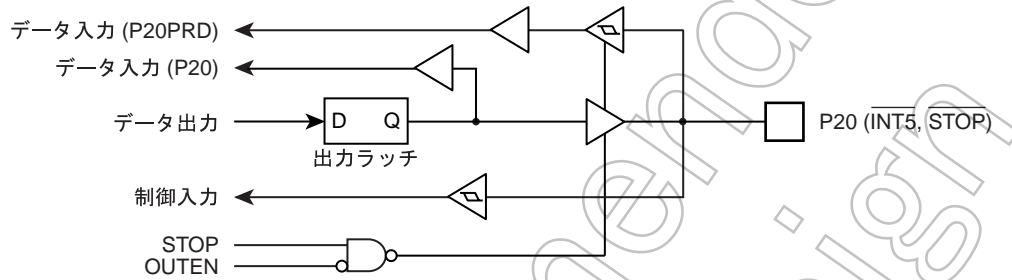 データ入力 (P20PRD)
データ入力 (P20)
データ出力
D Q
P20 (INT5, STOP)
出力ラッチ
制御入力
STOP
OUTEN